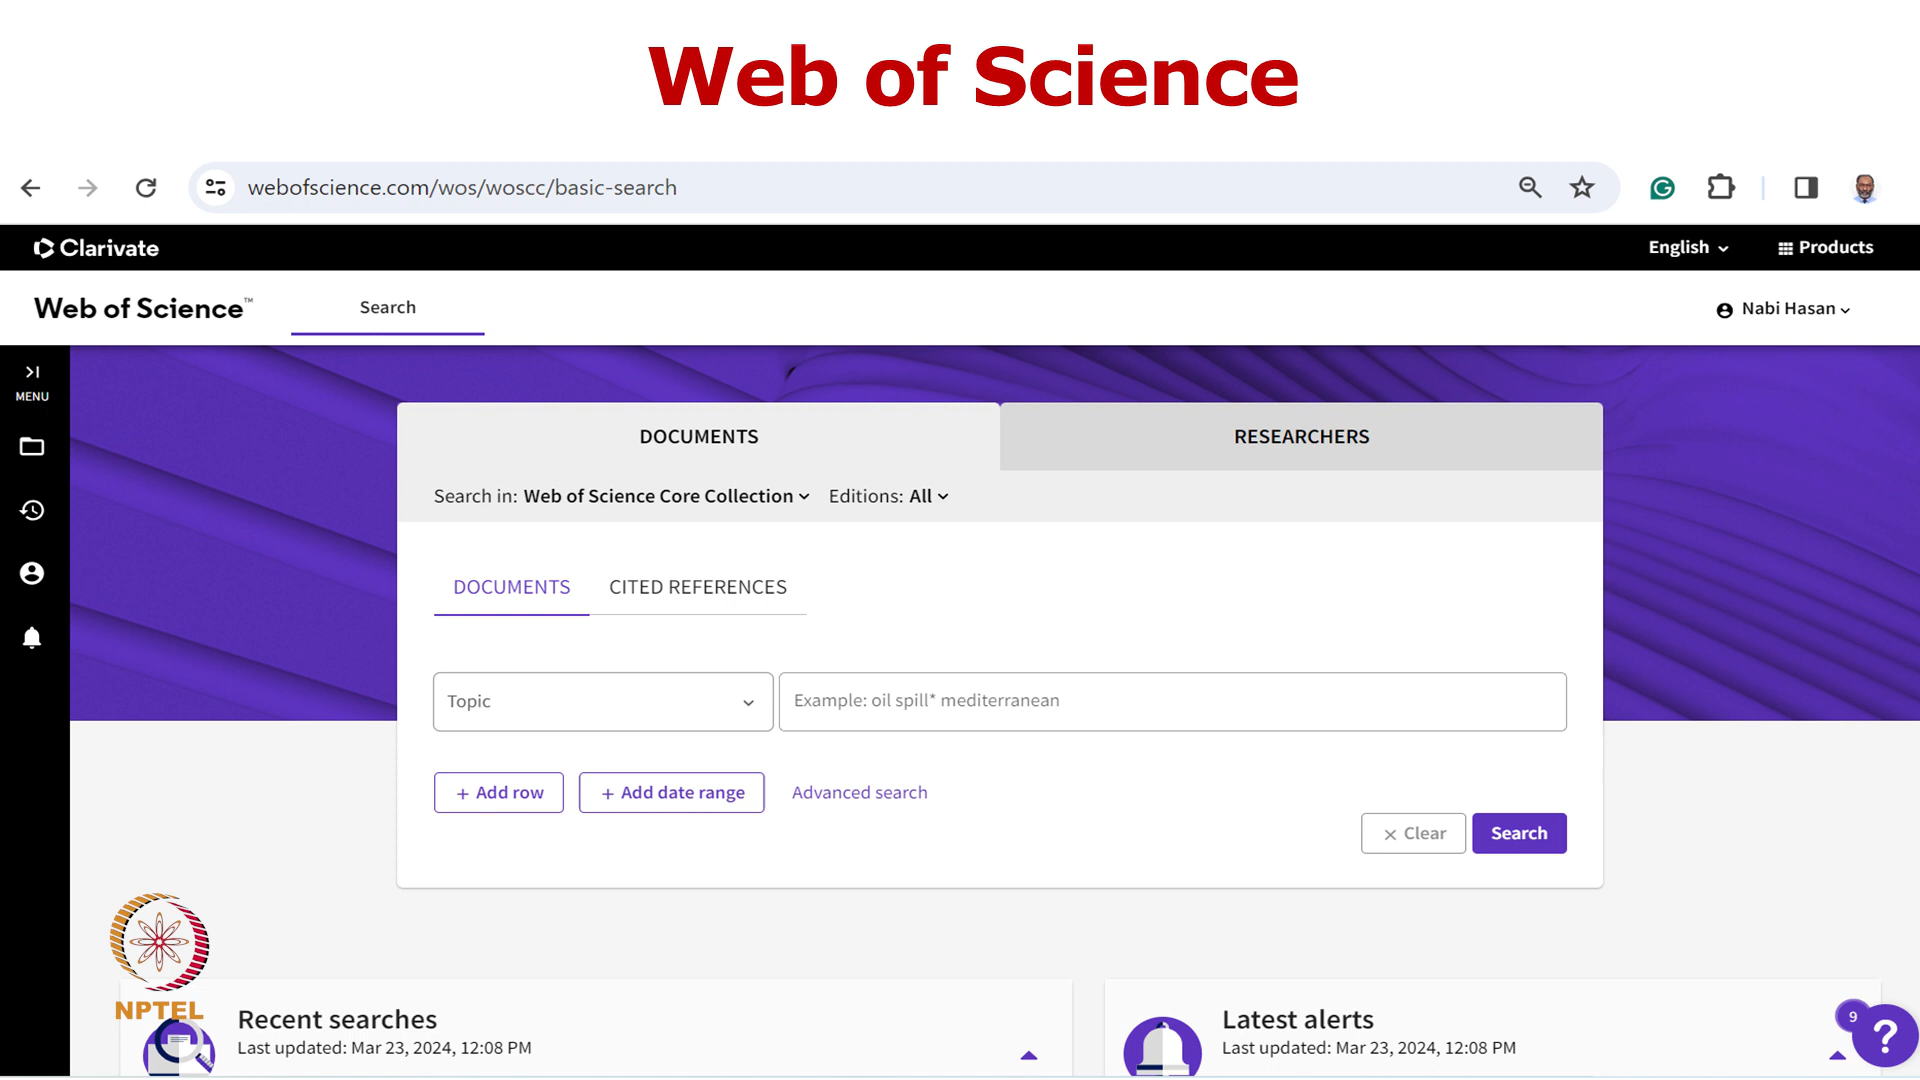 Web of Science
webofscience.com/wos/woscc/basic-search
Clarivate
English
Products
Web of Science™
Search
Nabi Hasan
MENU
DOCUMENTS
RESEARCHERS
Search in: Web of Science Core Collection
Editions: All
DOCUMENTS
CITED REFERENCES
Topic
Example: oil spill* mediterranean
+ Add row
+ Add date range
Advanced search
× Clear
Search
NPTEL
Recent searches
Last updated: Mar 23, 2024, 12:08 PM
Latest alerts
Last updated: Mar 23, 2024, 12:08 PM
9
?